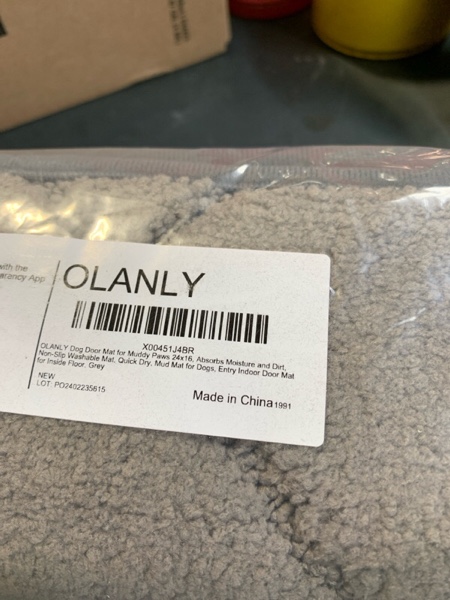 with the
arency App
OLANLY
X00451J4BR
OLANLY Dog Door Mat for Muddy Paws 24x16, Absorbs Moisture and Dirt,
Non-Slip Washable Mat, Quick Dry, Mud Mat for Dogs, Entry Indoor Door Mat
for Inside Floor, Grey
NEW
LOT: PO2402235615
Made in China 1991